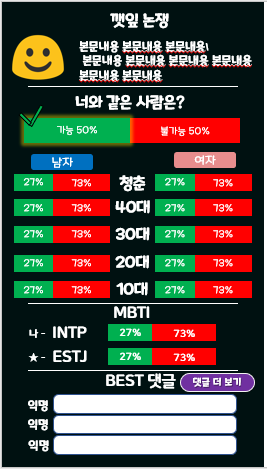 깻잎 논쟁
본문내용 본문내용 본문내용\
본문내용 본문내용 본문내용 본문내용
본문내용 본문내용
너와 같은 사람은?
가능 50% 불가능 50%
남자 여자
27% 73% 청춘 27% 73%
27% 73% 40대 27% 73%
27% 73% 30대 27% 73%
27% 73% 20대 27% 73%
27% 73% 10대 27% 73%
MBTI
나 - INTP 27% 73%
★ - ESTJ 27% 73%
BEST 댓글 댓글 더 보기
익명
익명
익명